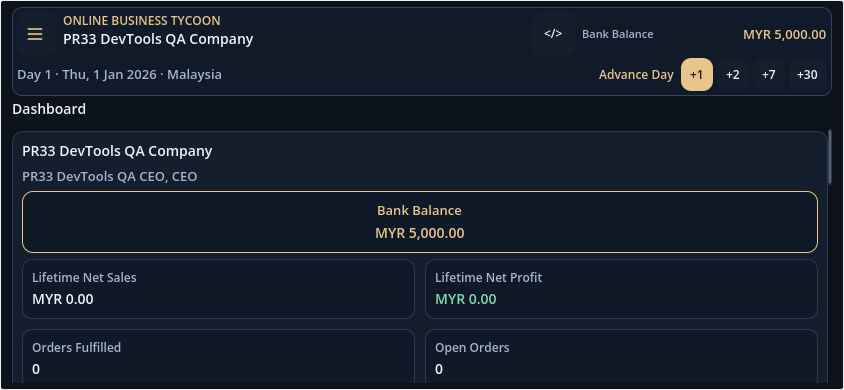 ONLINE BUSINESS TYCOON
PR33 DevTools QA Company
</> Bank Balance MYR 5,000.00
Day 1 · Thu, 1 Jan 2026 · Malaysia
Advance Day +1 +2 +7 +30
Dashboard
PR33 DevTools QA Company
PR33 DevTools QA CEO, CEO
Bank Balance
MYR 5,000.00
Lifetime Net Sales
MYR 0.00
Lifetime Net Profit
MYR 0.00
Orders Fulfilled
0
Open Orders
0